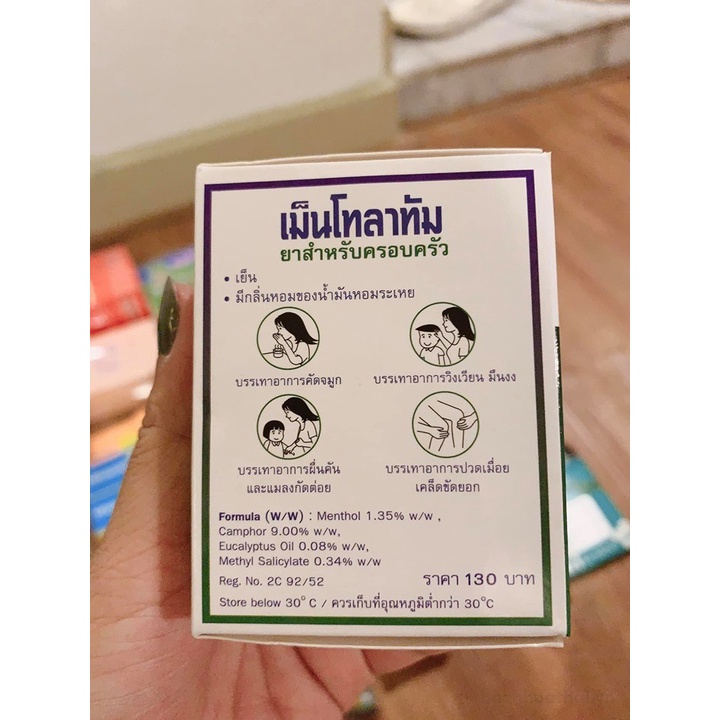 เม็นโทลาทัม
ยาสำหรับครอบครัว
• เย็น
• มีกลิ่นหอมของน้ำมันหอมระเหย
บรรเทาอาการคัดจมูก
บรรเทาอาการวิงเวียน มึนงง
บรรเทาอาการผื่นคัน
และแมลงกัดต่อย
บรรเทาอาการปวดเมื่อย
เคล็ดขัดยอก
Formula (W/W) : Menthol 1.35% w/w ,
Camphor 9.00% w/w,
Eucalyptus Oil 0.08% w/w,
Methyl Salicylate 0.34% w/w
Reg. No. 2C 92/52 ราคา 130 บาท
Store below 30°C / ควรเก็บที่อุณหภูมิต่ำกว่า 30°C